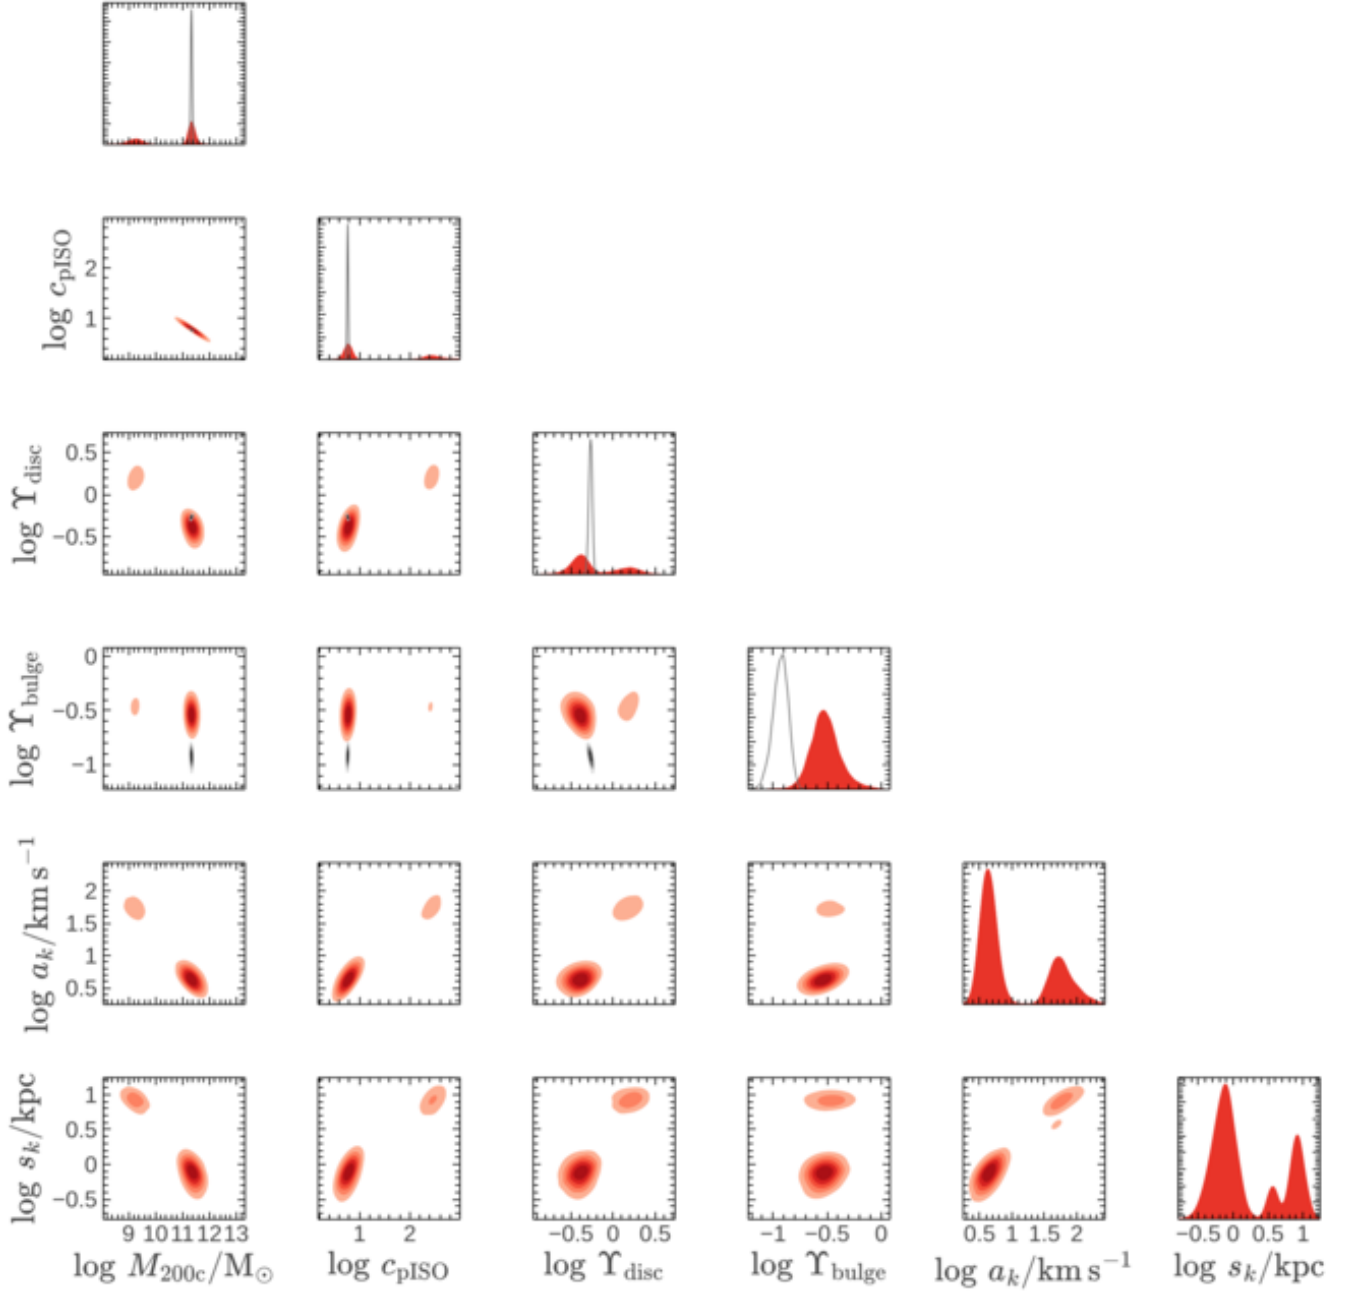 log c_pISO
2
1
log ϒ_disc
0.5
0
−0.5
log ϒ_bulge
0
−0.5
−1
log a_k/km s⁻¹
2
1.5
1
0.5
log s_k/kpc
1
0.5
0
−0.5
9 10 11 12 13
1 2
−0.5 0 0.5
−1 −0.5 0
0.5 1 1.5 2
−0.5 0 0.5 1
log M_200c/M_⊙
log c_pISO
log ϒ_disc
log ϒ_bulge
log a_k/km s⁻¹
log s_k/kpc